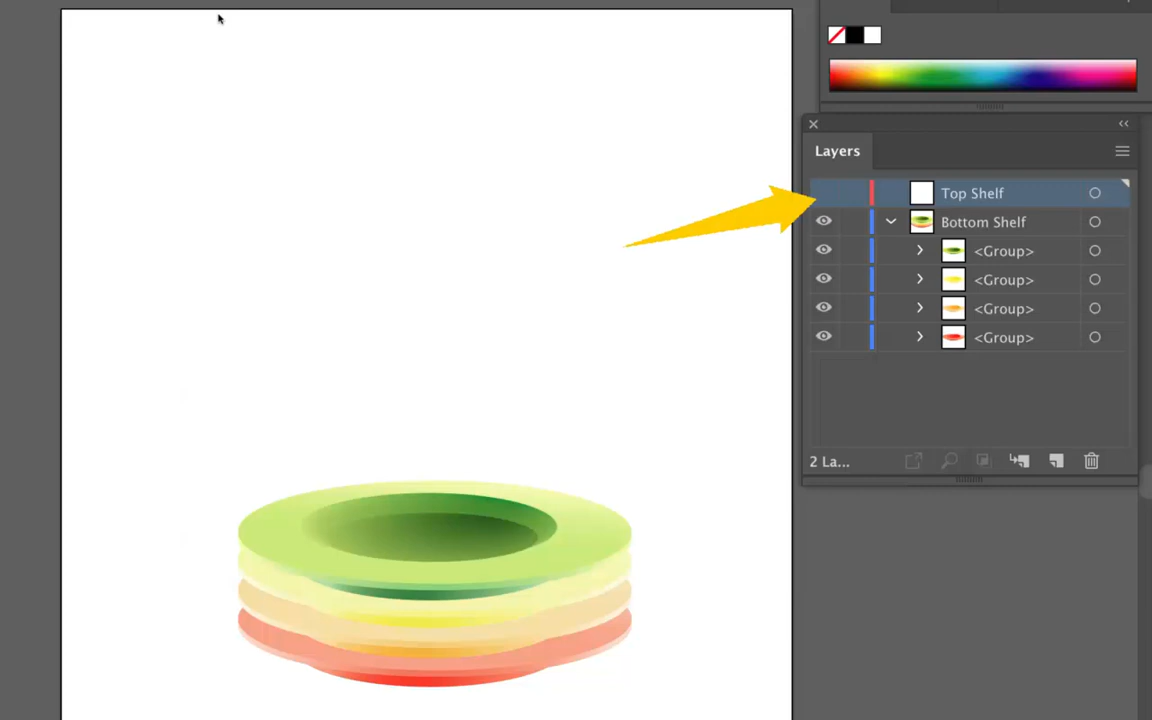 Layers
Top Shelf
Bottom Shelf
<Group>
<Group>
<Group>
<Group>
2 La...